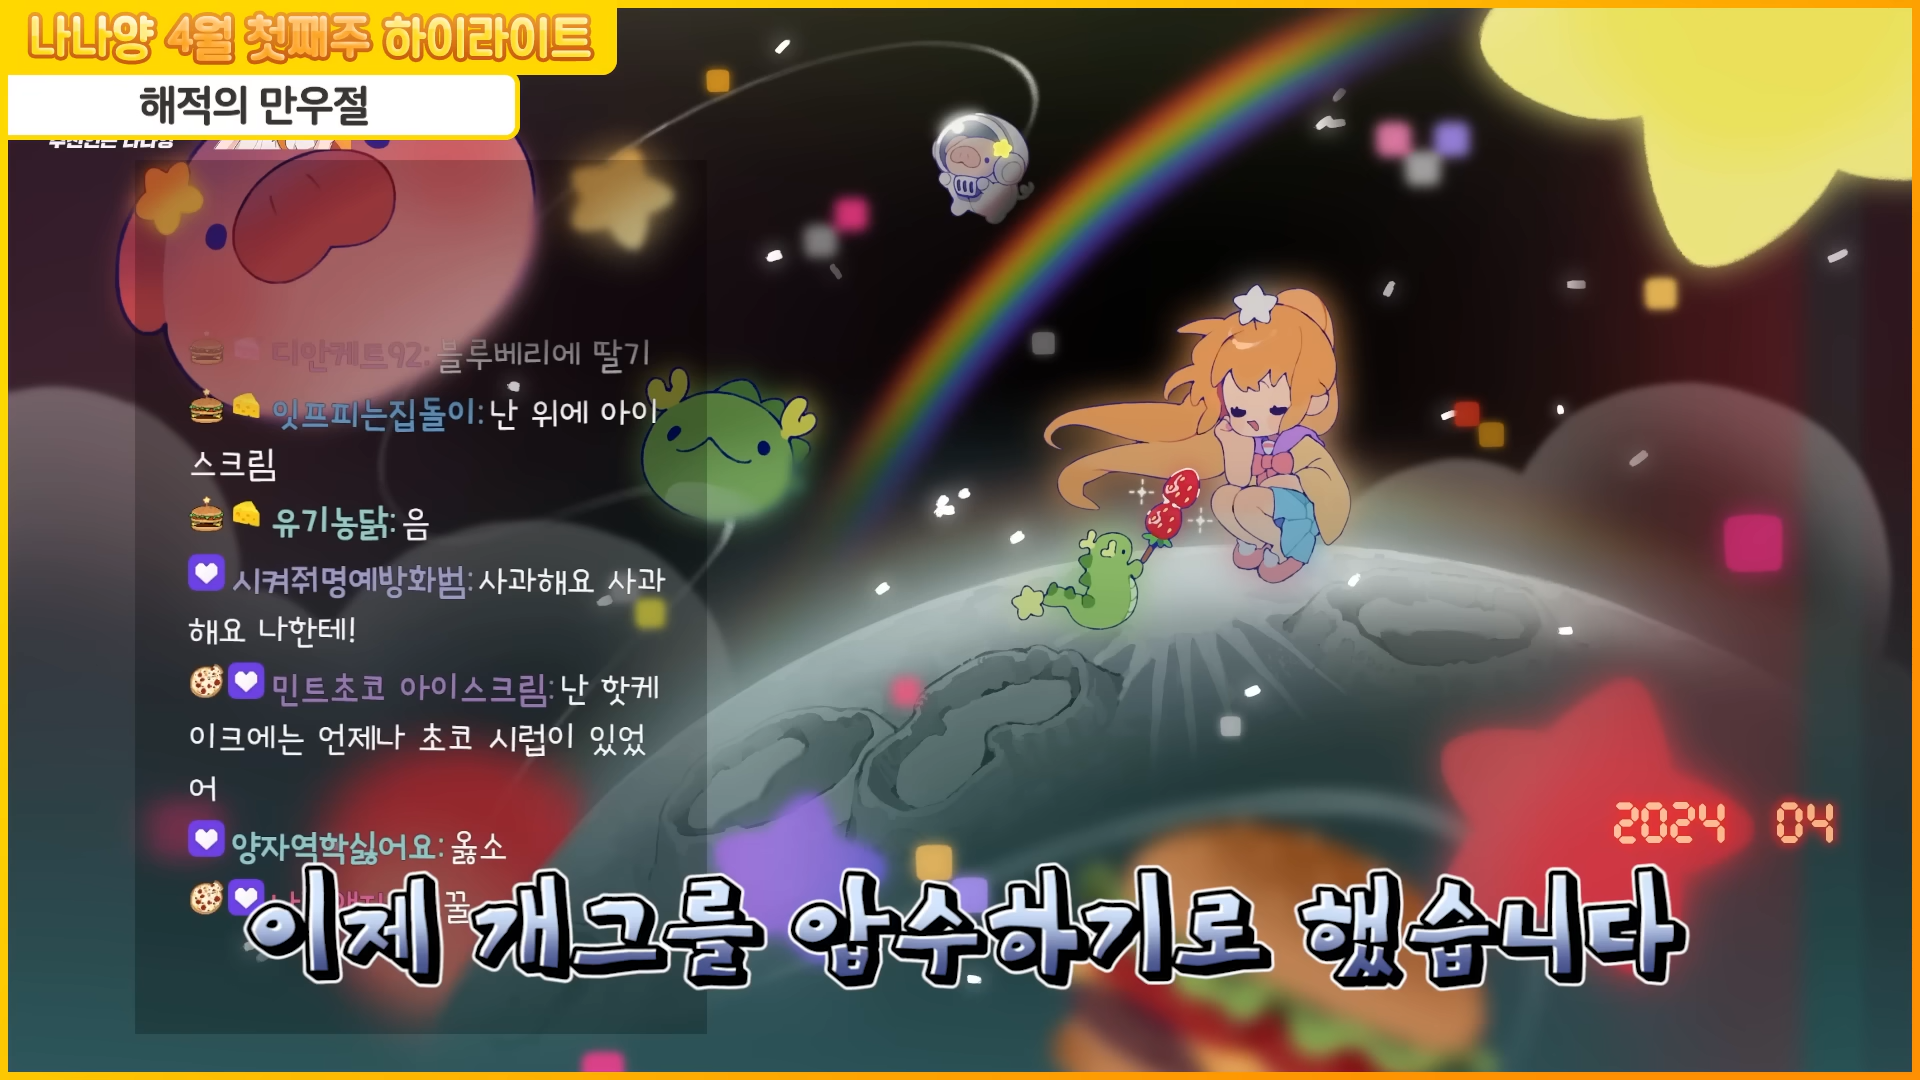 나나양 4월 첫째주 하이라이트
해적의 만우절
디안케트92: 블루베리에 딸기
잇프피는집돌이: 난 위에 아이
스크림
유기농닭: 음
시켜줘명예방화범: 사과해요 사과
해요 나한테!
민트초코 아이스크림: 난 핫케
이크에는 언제나 초코 시럽이 있었
어
양자역학싫어요: 옳소
꿀
2024 04
이제 개그를 압수하기로 했습니다